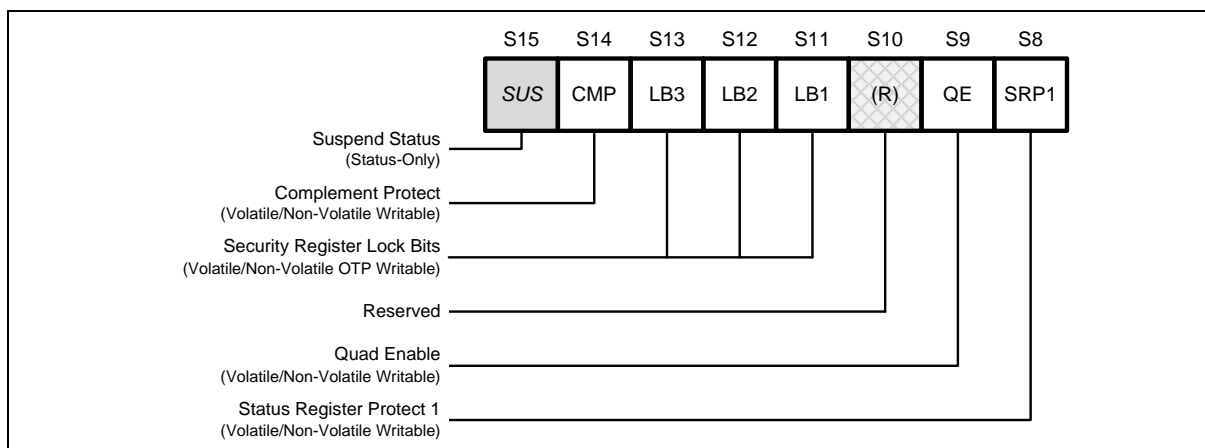 S15 S14 S13 S12 S11 S10 S9 S8
SUS CMP LB3 LB2 LB1 (R) QE SRP1
Suspend Status
(Status-Only)
Complement Protect
(Volatile/Non-Volatile Writable)
Security Register Lock Bits
(Volatile/Non-Volatile OTP Writable)
Reserved
Quad Enable
(Volatile/Non-Volatile Writable)
Status Register Protect 1
(Volatile/Non-Volatile Writable)